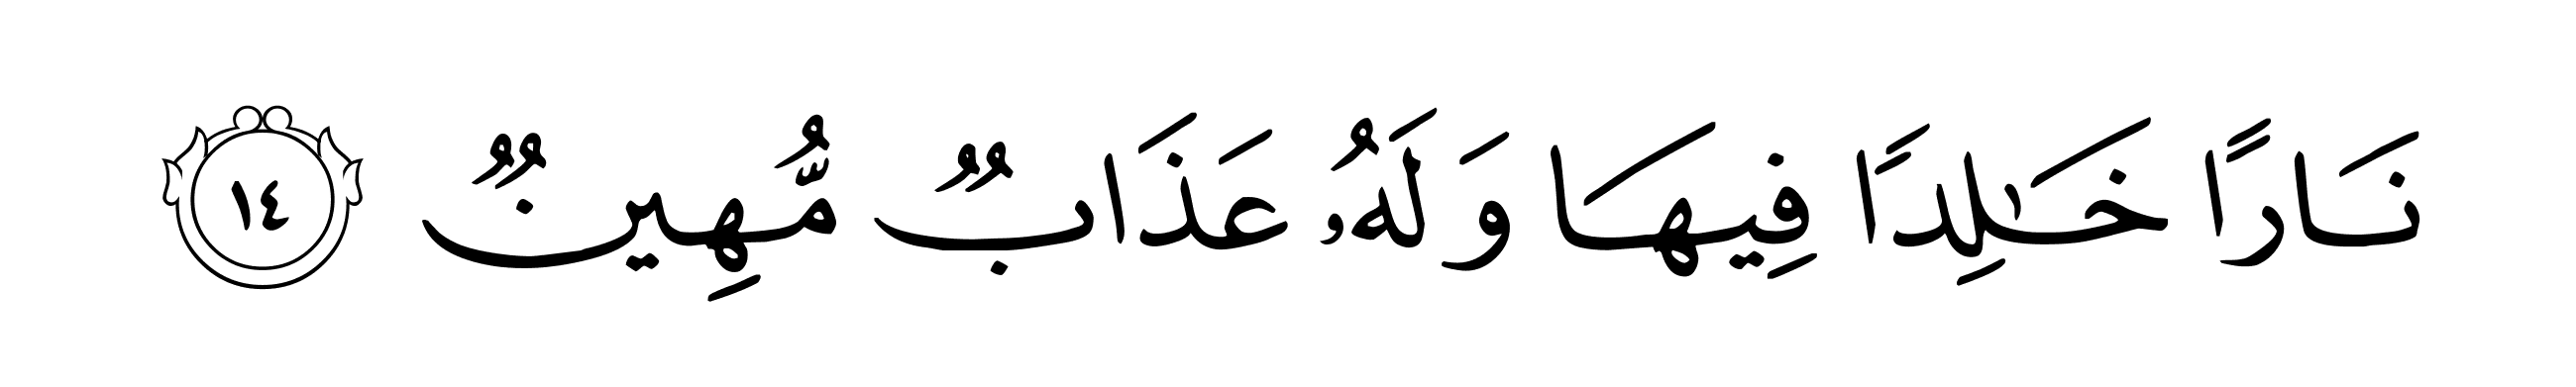 نَارًا خَـٰلِدًا فِيهَا وَلَهُۥ عَذَابٌ مُّهِينٌ ١٤